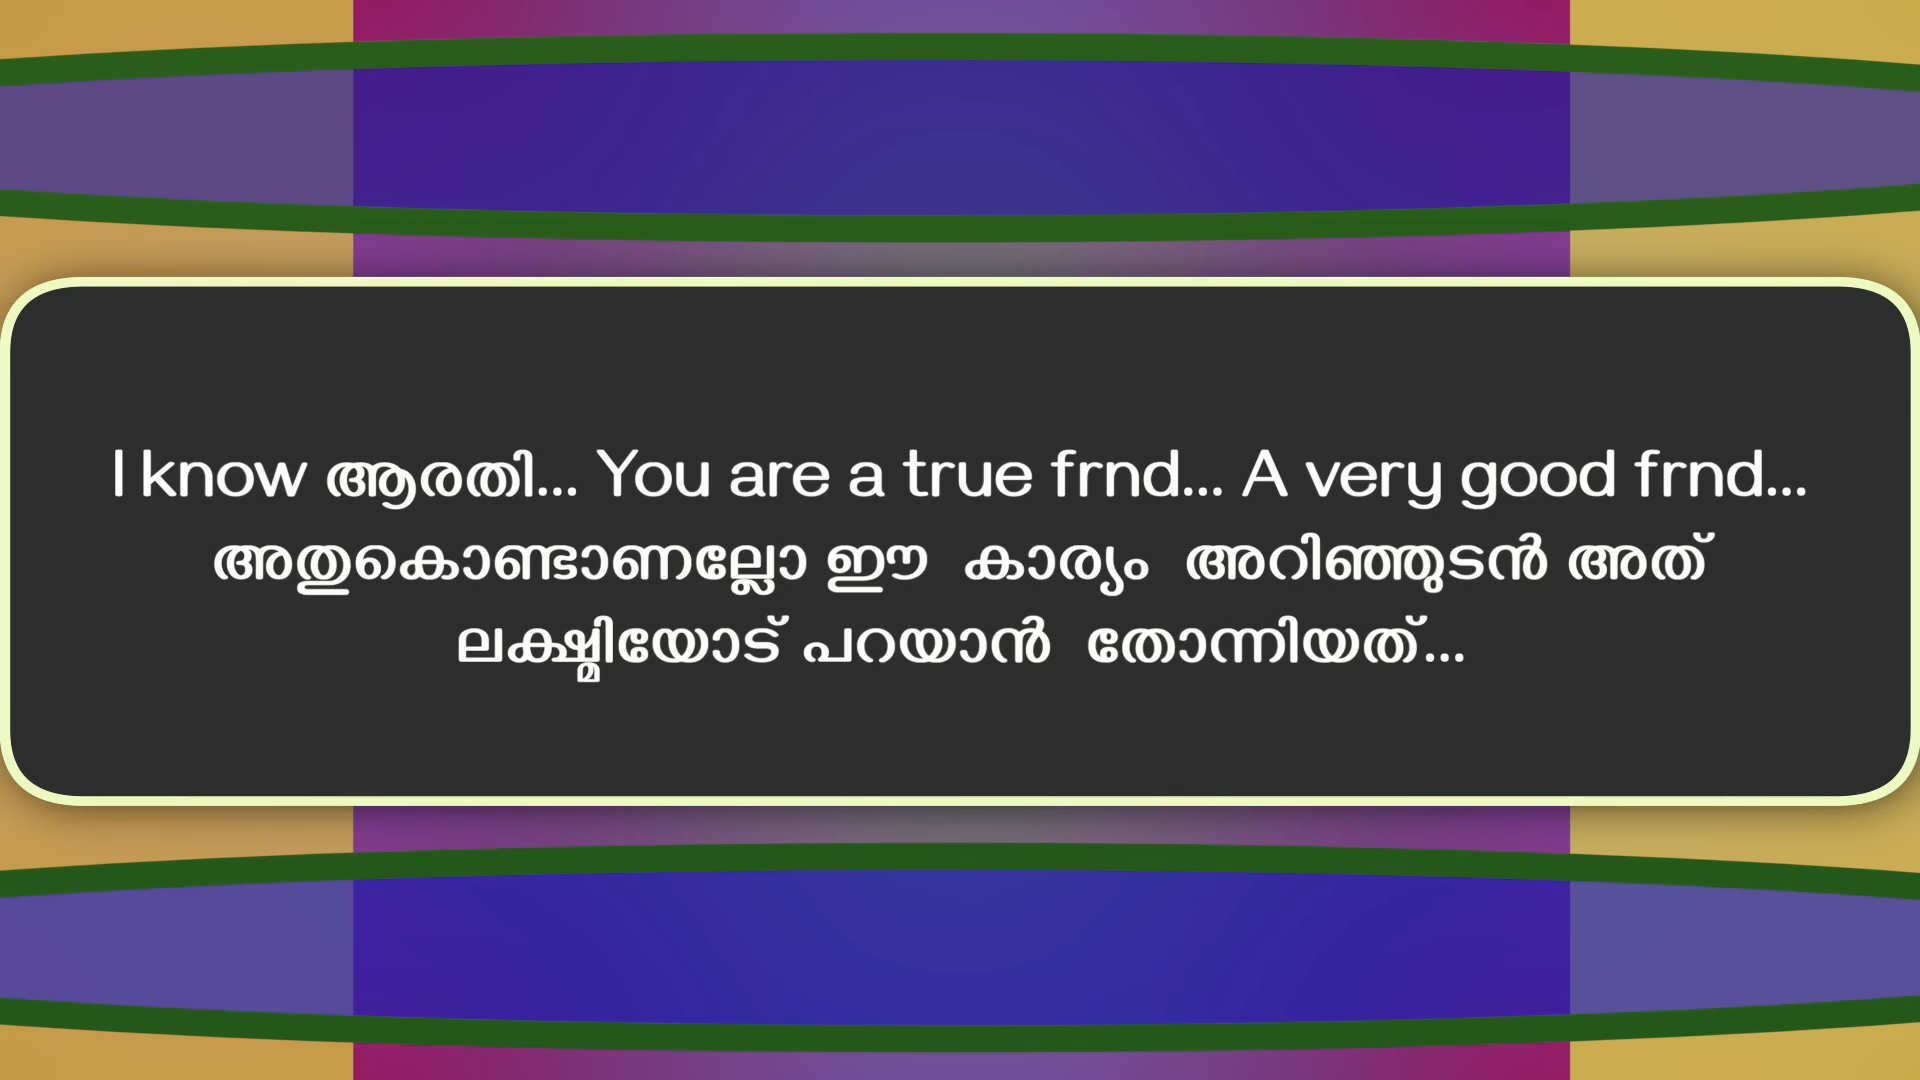 I know ആരതി... You are a true frnd... A very good frnd...
അതുകൊണ്ടാണല്ലോ ഈ കാര്യം അറിഞ്ഞുടൻ അത്
ലക്ഷ്മിയോട് പറയാൻ തോന്നിയത്...